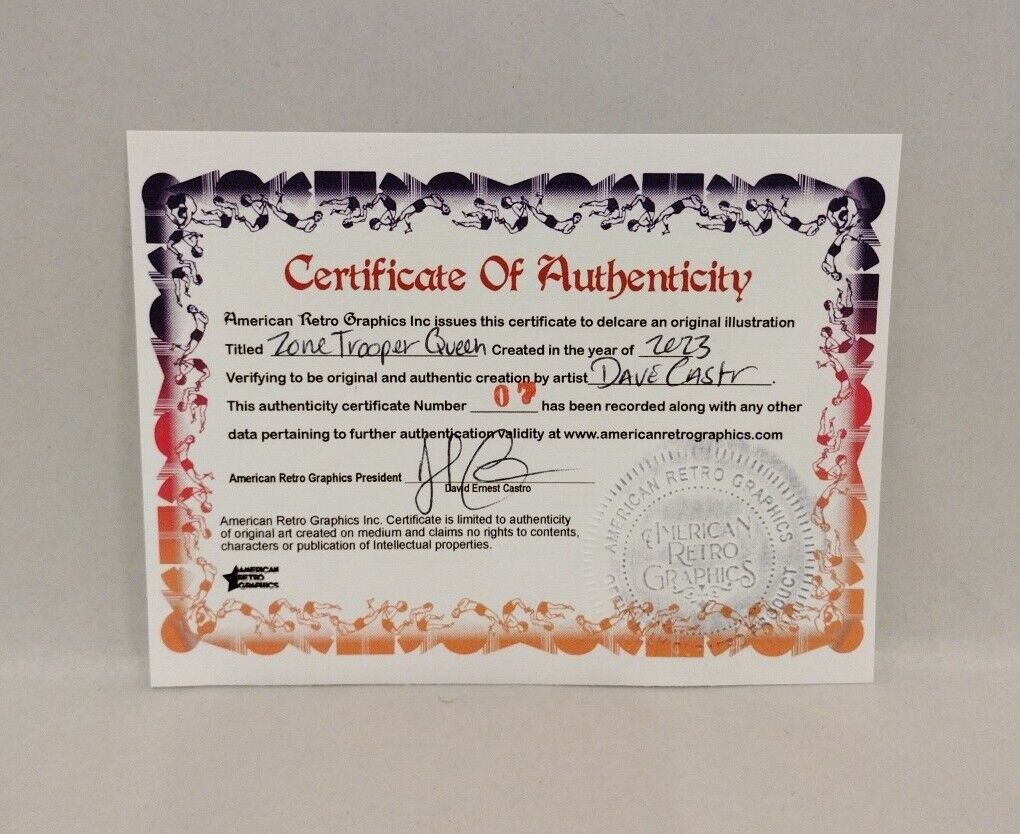 Certificate Of Authenticity
American Retro Graphics Inc issues this certificate to delcare an original illustration
Titled Zone Trooper Queen Created in the year of 2023
Verifying to be original and authentic creation by artist Dave Castr.
This authenticity certificate Number 07 has been recorded along with any other
data pertaining to further authentication validity at www.americanretrographics.com
American Retro Graphics President
David Ernest Castro
American Retro Graphics Inc. Certificate is limited to authenticity
of original art created on medium and claims no rights to contents,
characters or publication of Intellectual properties.
AMERICAN
RETRO
GRAPHICS
AMERICAN RETRO GRAPHICS
AMERICAN
RETRO
GRAPHICS
PRODUCT